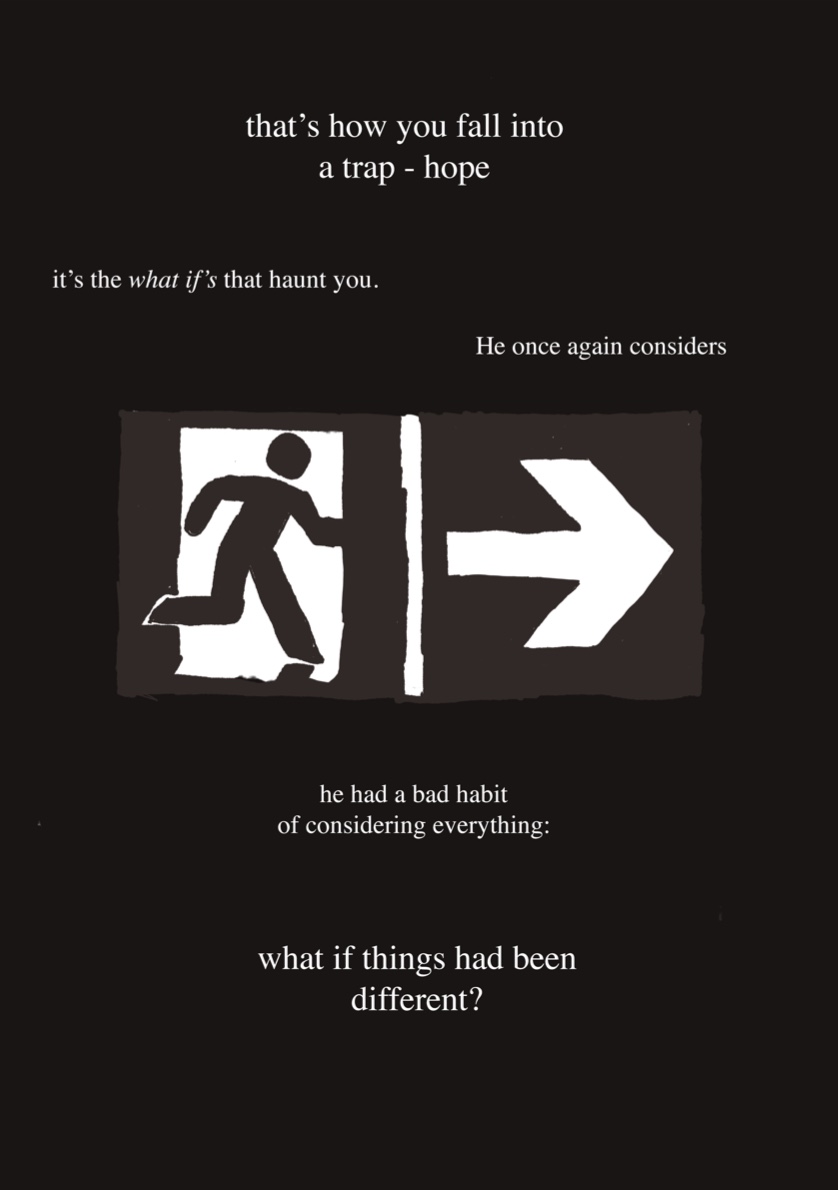 that’s how you fall into
a trap - hope
it’s the what if’s that haunt you.
He once again considers
he had a bad habit
of considering everything:
what if things had been
different?